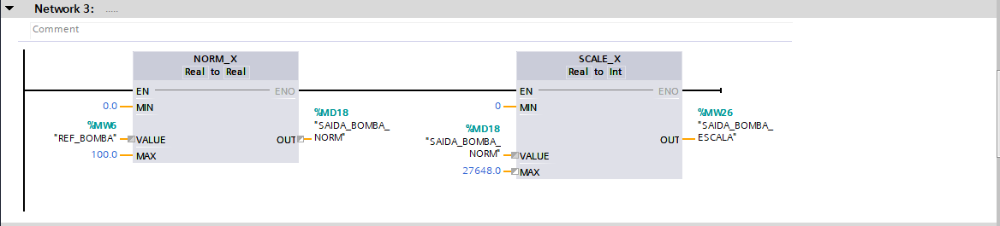 Network 3: .....
Comment
NORM_X
Real to Real
EN ENO
0.0 MIN
%MW6
"REF_BOMBA" VALUE
100.0 MAX
OUT
%MD18
"SAIDA_BOMBA_
NORM"
SCALE_X
Real to Int
EN ENO
0 MIN
%MD18
"SAIDA_BOMBA_
NORM" VALUE
27648.0 MAX
OUT
%MW26
"SAIDA_BOMBA_
ESCALA"